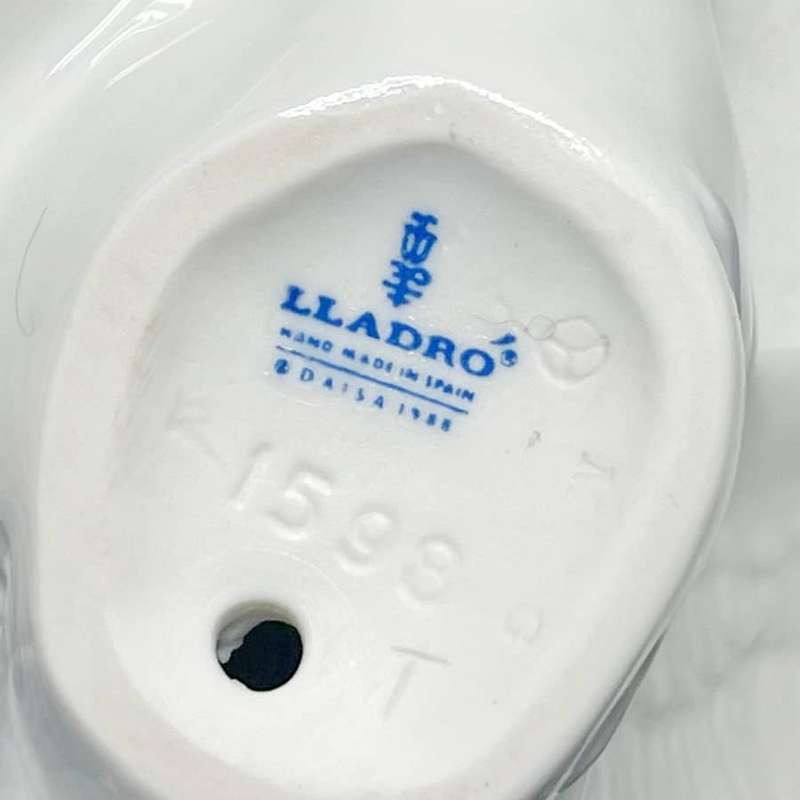 LLADRÓ®
HAND MADE IN SPAIN
© DAISA 1988
K
Y
1598
T